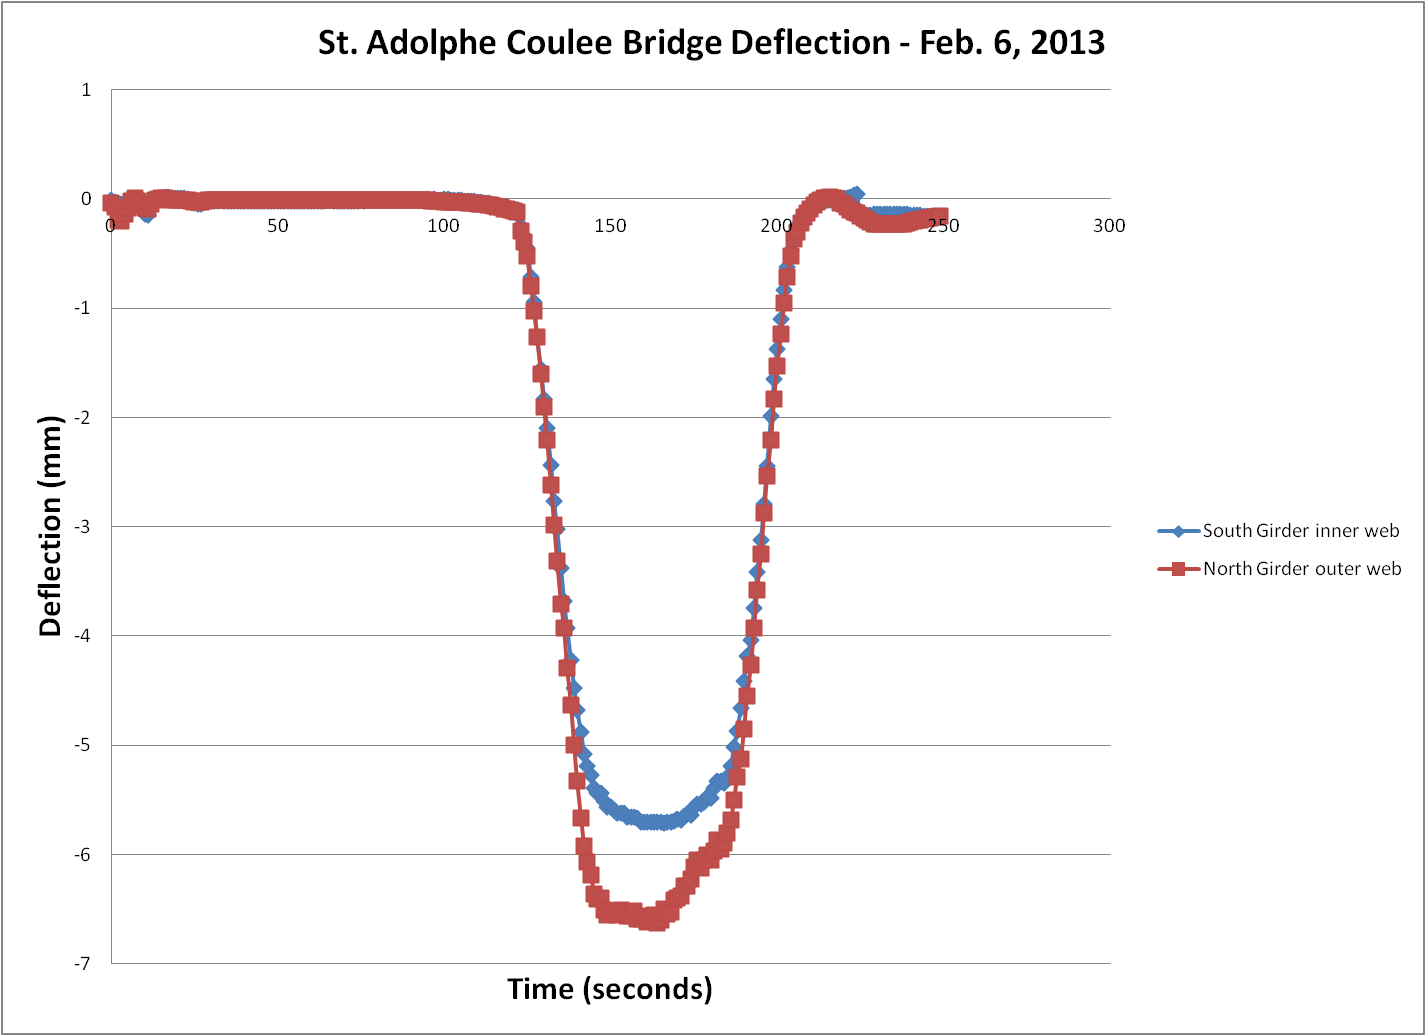 St. Adolphe Coulee Bridge Deflection - Feb. 6, 2013
1
0
0 50 100 150 200 250 300
-1
-2
-3
-4
-5
-6
-7
Deflection (mm)
Time (seconds)
South Girder inner web
North Girder outer web